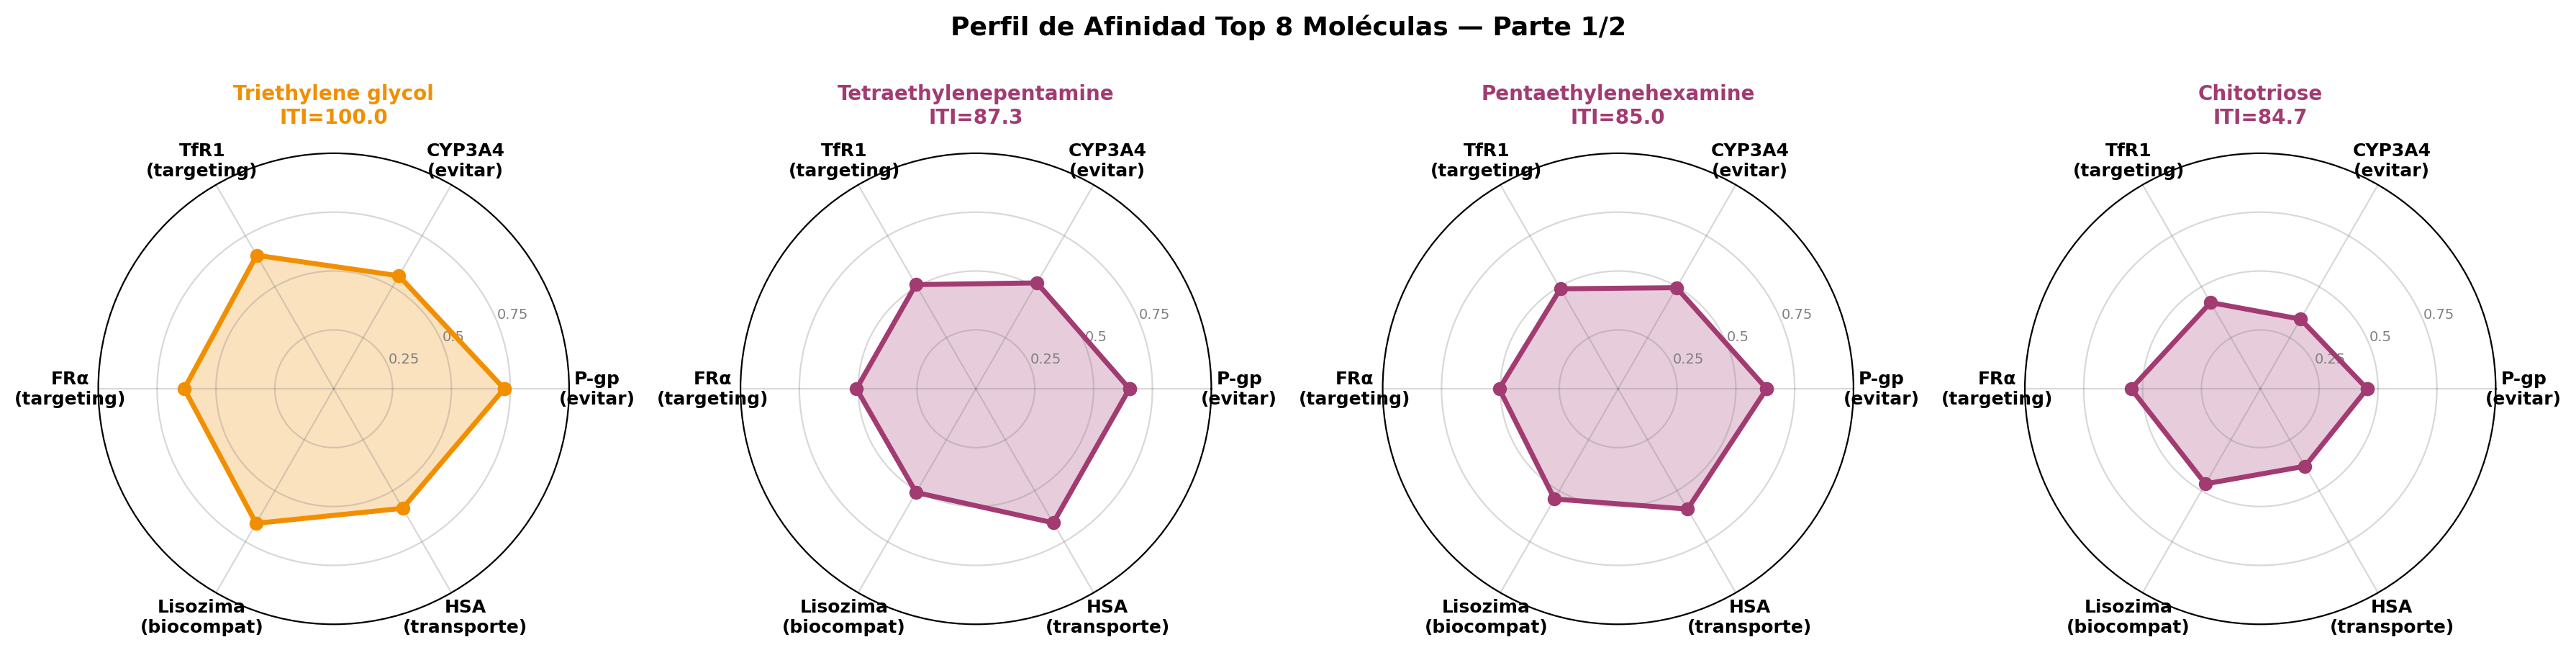 Perfil de Afinidad Top 8 Moléculas — Parte 1/2
Triethylene glycol
ITI=100.0
TfR1
(targeting)
CYP3A4
(evitar)
0.75
0.5
0.25
FRα
(targeting)
P-gp
(evitar)
Lisozima
(biocompat)
HSA
(transporte)
Tetraethylenepentamine
ITI=87.3
TfR1
(targeting)
CYP3A4
(evitar)
0.75
0.5
0.25
FRα
(targeting)
P-gp
(evitar)
Lisozima
(biocompat)
HSA
(transporte)
Pentaethylenehexamine
ITI=85.0
TfR1
(targeting)
CYP3A4
(evitar)
0.75
0.5
0.25
FRα
(targeting)
P-gp
(evitar)
Lisozima
(biocompat)
HSA
(transporte)
Chitotriose
ITI=84.7
TfR1
(targeting)
CYP3A4
(evitar)
0.75
0.5
0.25
FRα
(targeting)
P-gp
(evitar)
Lisozima
(biocompat)
HSA
(transporte)